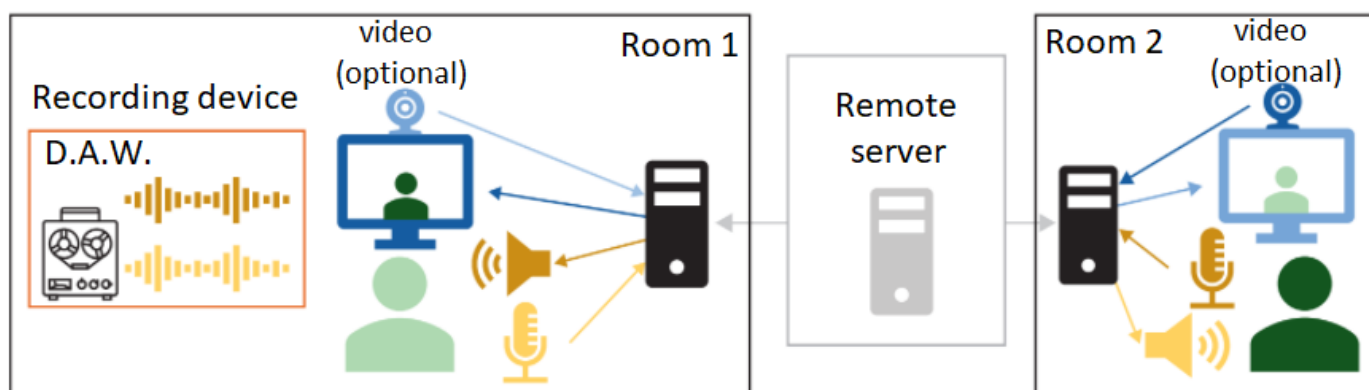 Recording device
D.A.W.
video
(optional)
Room 1
Remote
server
Room 2
video
(optional)